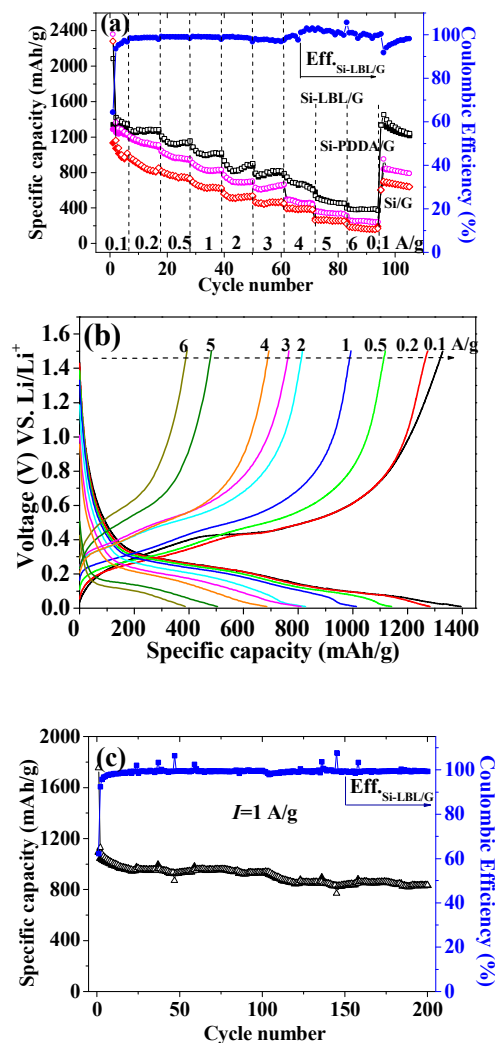 (a)
Specific capacity (mAh/g)
2400
2000
1600
1200
800
400
0
100
80
60
40
20
0
Coulombic Efficiency (%)
Eff.Si-LBL/G
Si-LBL/G
Si-PDDA/G
Si/G
0.1 0.2 0.5 1 2 3 4 5 6 0.1 A/g
0 20 40 60 80 100
Cycle number
(b)
Voltage (V) VS. Li/Li+
1.6
1.4
1.2
1.0
0.8
0.6
0.4
0.2
0.0
6 5 4 3 2 1 0.5 0.2 0.1 A/g
0 200 400 600 800 1000 1200 1400
Specific capacity (mAh/g)
(c)
Specific capacity (mAh/g)
2000
1600
1200
800
400
0
100
80
60
40
20
0
Coulombic Efficiency (%)
Eff.Si-LBL/G
I=1 A/g
0 50 100 150 200
Cycle number